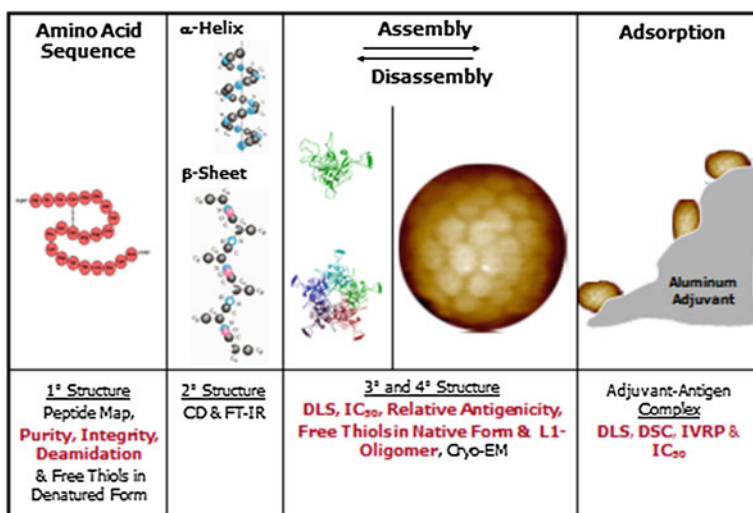 Amino Acid
Sequence
α-Helix
β-Sheet
Assembly
Disassembly
Adsorption
Aluminum
Adjuvant
1° Structure
Peptide Map,
Purity, Integrity,
Deamidation
& Free Thiols in
Denatured Form
2° Structure
CD & FT-IR
3° and 4° Structure
DLS, IC₅₀, Relative Antigenicity,
Free Thiols in Native Form & L1-
Oligomer, Cryo-EM
Adjuvant-Antigen
Complex
DLS, DSC, IVRP &
IC₅₀